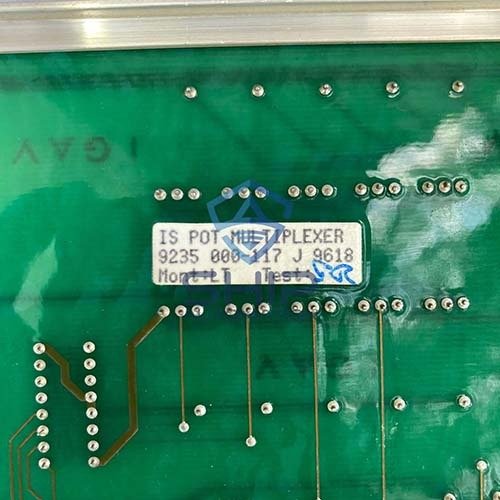 IS POT MULTIPLEXER
9235 000 117 J 9618
Mont:LT Test: